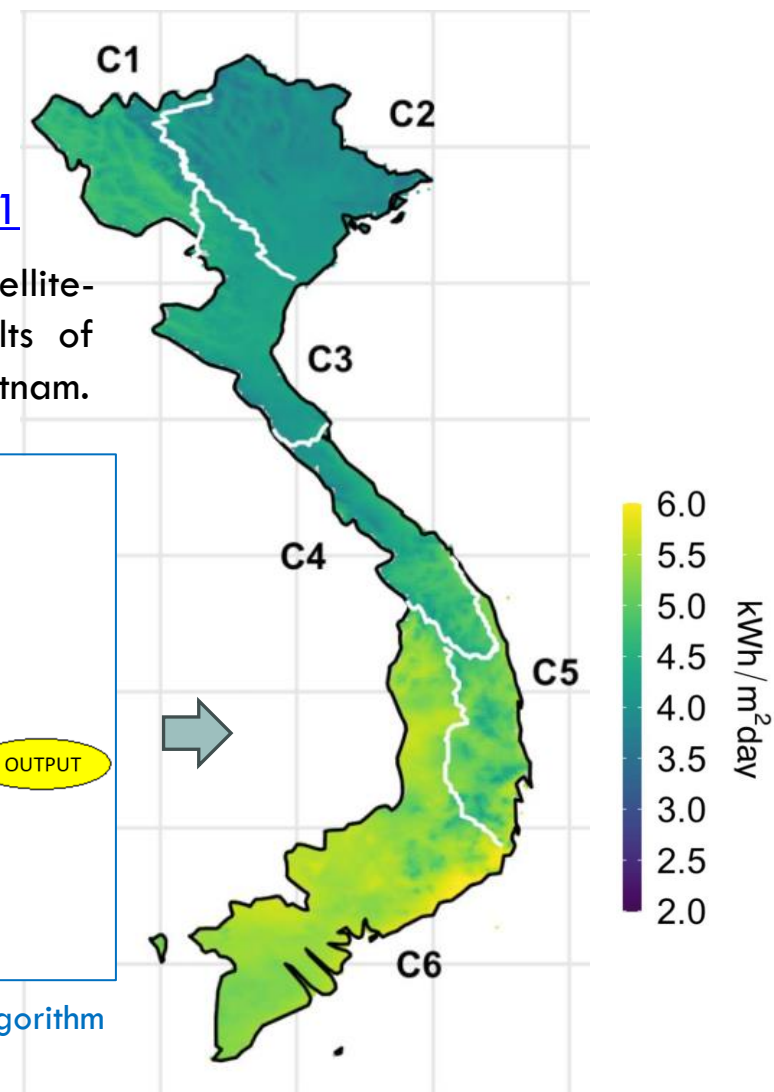 C1
C2
1
ellite-
lts of
tnam.
C3
C4
C5
C6
OUTPUT
gorithm
6.0
5.5
5.0
4.5
4.0
3.5
3.0
2.5
2.0
kWh/m²day